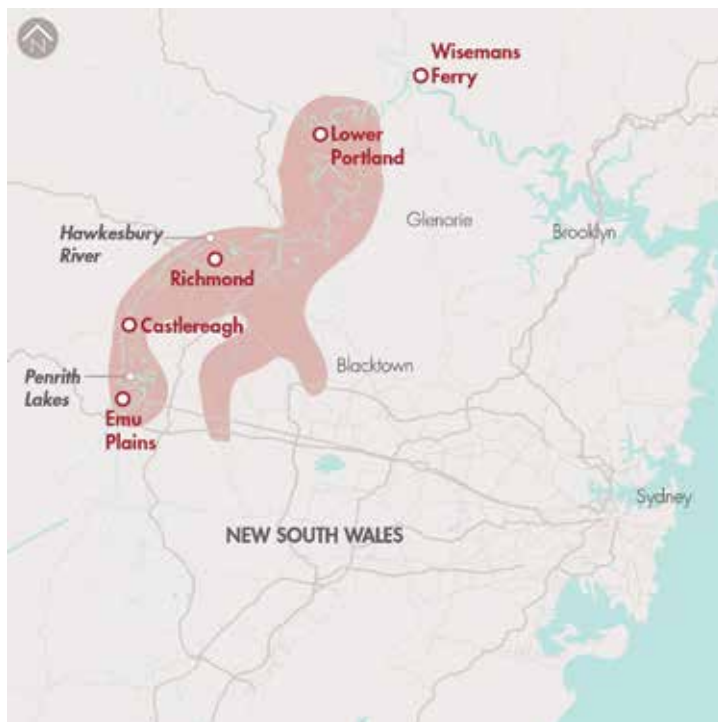 N
Wisemans
Ferry
Lower
Portland
Glenorie
Hawkesbury
River
Brooklyn
Richmond
Castlereagh
Blacktown
Penrith
Lakes
Emu
Plains
Sydney
NEW SOUTH WALES